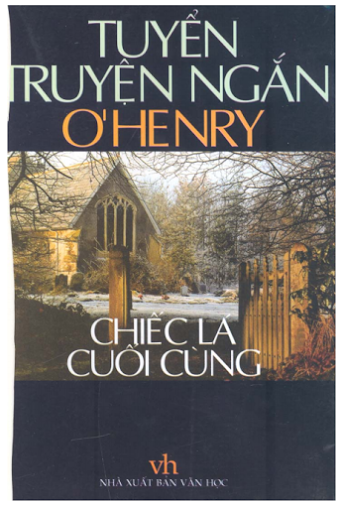 TUYỂN
TRUYỆN NGẮN
O'HENRY
CHIẾC LÁ
CUỐI CÙNG
vh
NHÀ XUẤT BẢN VĂN HỌC